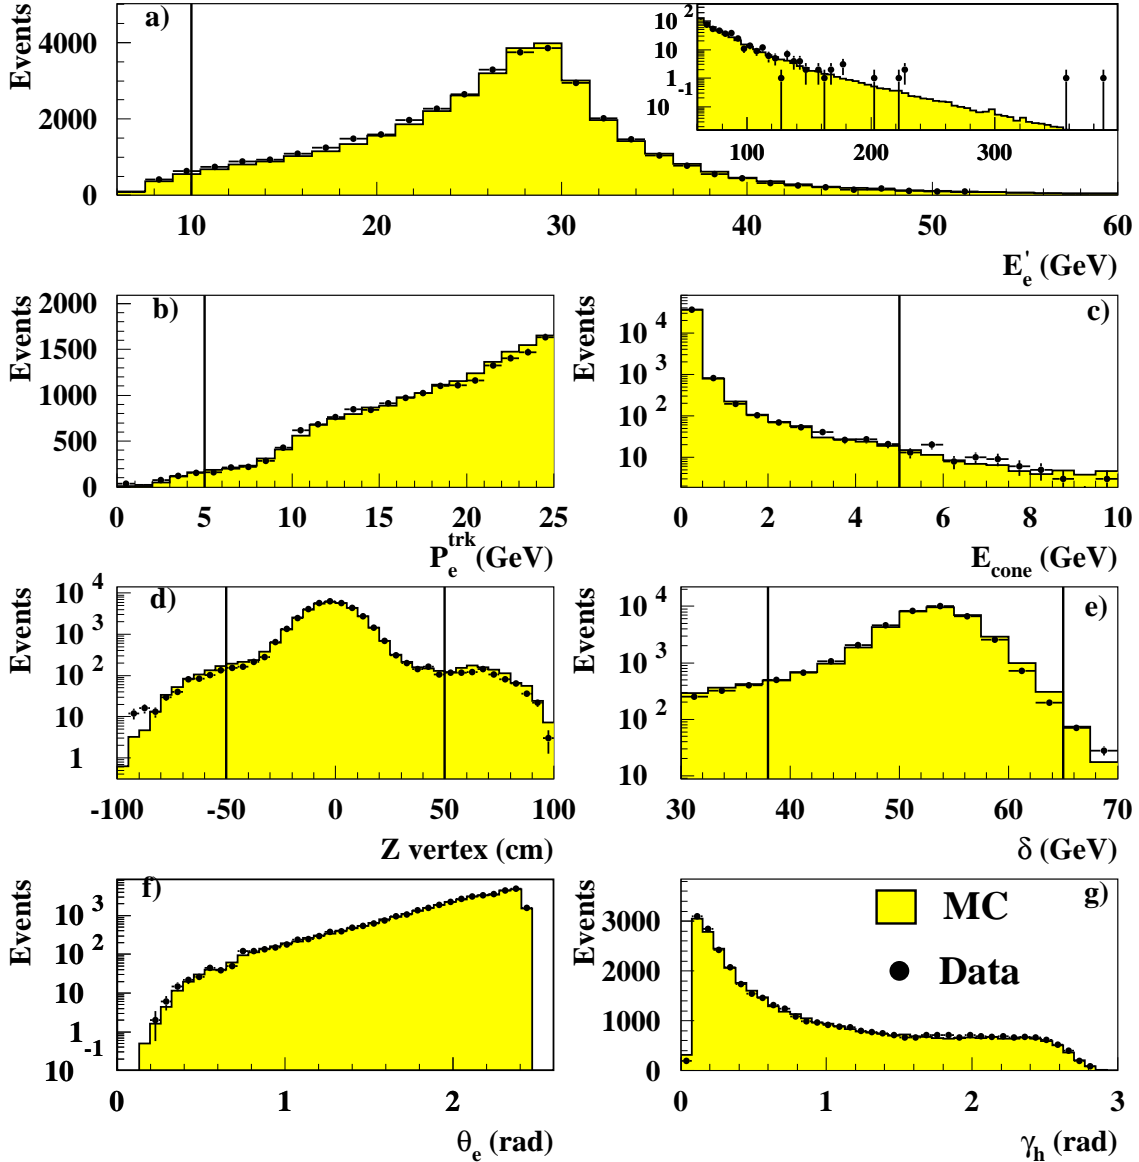 a)
Events
4000
2000
0
10 20 30 40 50 60
E'e (GeV)
10^2
10
1
10^-1
100 200 300
b)
Events
2000
1500
1000
500
0
0 5 10 15 20 25
P_e^trk (GeV)
c)
Events
10^4
10^3
10^2
10
0 2 4 6 8 10
E_cone (GeV)
d)
Events
10^4
10^3
10^2
10
1
-100 -50 0 50 100
Z vertex (cm)
e)
Events
10^4
10^3
10^2
10
30 40 50 60 70
δ (GeV)
f)
Events
10^3
10^2
10
1
10^-1
0 1 2
θ_e (rad)
g)
Events
3000
2000
1000
0
0 1 2 3
γ_h (rad)
MC
Data